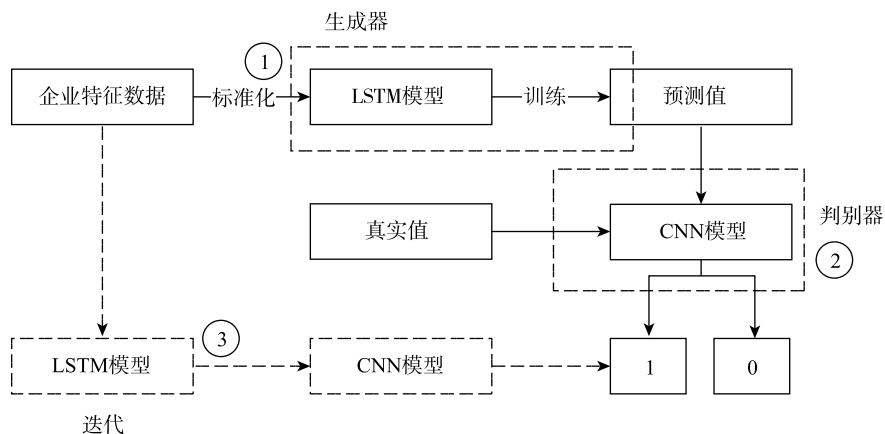 生成器
①
企业特征数据
标准化
LSTM模型
训练
预测值
真实值
CNN模型
判别器
②
③
LSTM模型
CNN模型
1
0
迭代